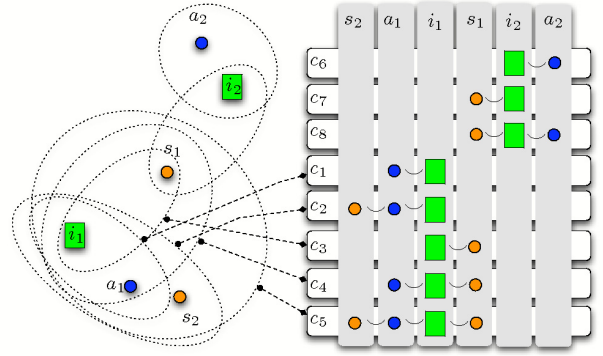 a₂
i₂
s₁
i₁
a₁
s₂
s₂ a₁ i₁ s₁ i₂ a₂
c₆
c₇
c₈
c₁
c₂
c₃
c₄
c₅